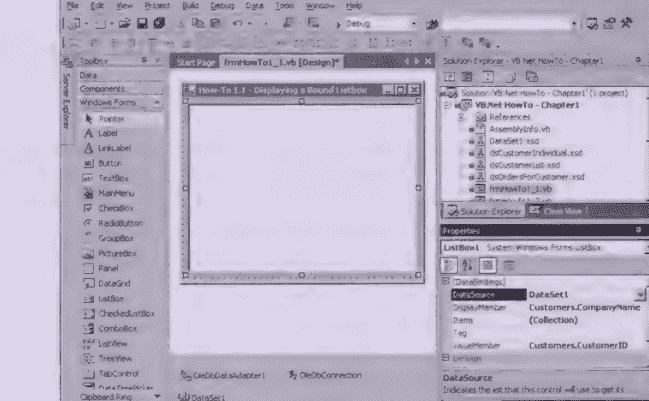 File Edit View Project Build Debug Data Tools Window Help
Debug
Toolbox
Server Explorer
Data
Components
Windows Forms
Pointer
Label
LinkLabel
Button
TextBox
MainMenu
CheckBox
RadioButton
GroupBox
PictureBox
Panel
DataGrid
ListBox
CheckedListBox
ComboBox
ListView
TreeView
TabControl
DateTimePicker
Clipboard Ring
Start Page frmHowTo1_1.vb [Design]*
How-To 1.1 - Displaying a Bound Listbox
OleDbDataAdapter1 OleDbConnection
DataSet1
Solution Explorer - VB Net HowTo - Chapter1
Solution 'VB Net HowTo - Chapter1' (1 project)
VB.Net HowTo - Chapter1
References
AssemblyInfo.vb
DataSet1.xsd
dsCustomerIndividual.xsd
dsCustomerList.xsd
dsOrdersForCustomer.xsd
frmHowTo1_1.vb
Solution Explorer Class View
Properties
ListBox1 System.Windows.Forms.ListBox
(DataBindings)
DataSource DataSet1
DisplayMember Customers.CompanyName
Items (Collection)
Tag
ValueMember Customers.CustomerID
Design
DataSource
Indicates the list that this control will use to get its